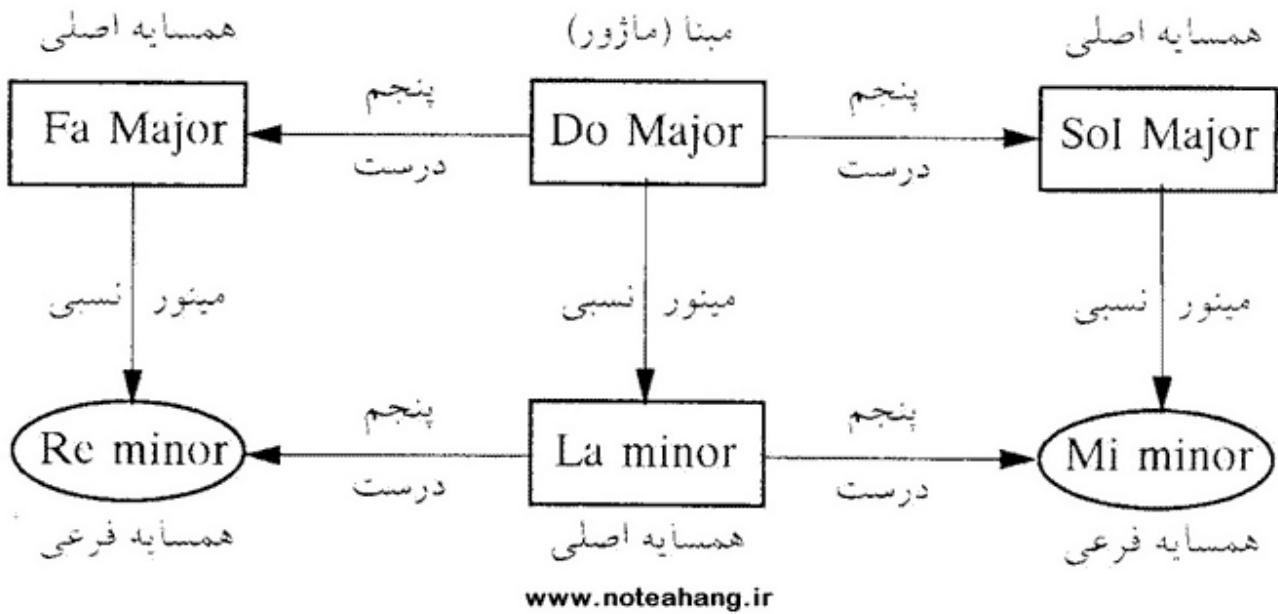 همسایه اصلی
مبنا (ماژور)
همسایه اصلی
Fa Major
پنجم
درست
Do Major
پنجم
درست
Sol Major
مینور نسبی
مینور نسبی
مینور نسبی
Re minor
پنجم
درست
La minor
پنجم
درست
Mi minor
همسایه فرعی
همسایه اصلی
همسایه فرعی
www.noteahang.ir